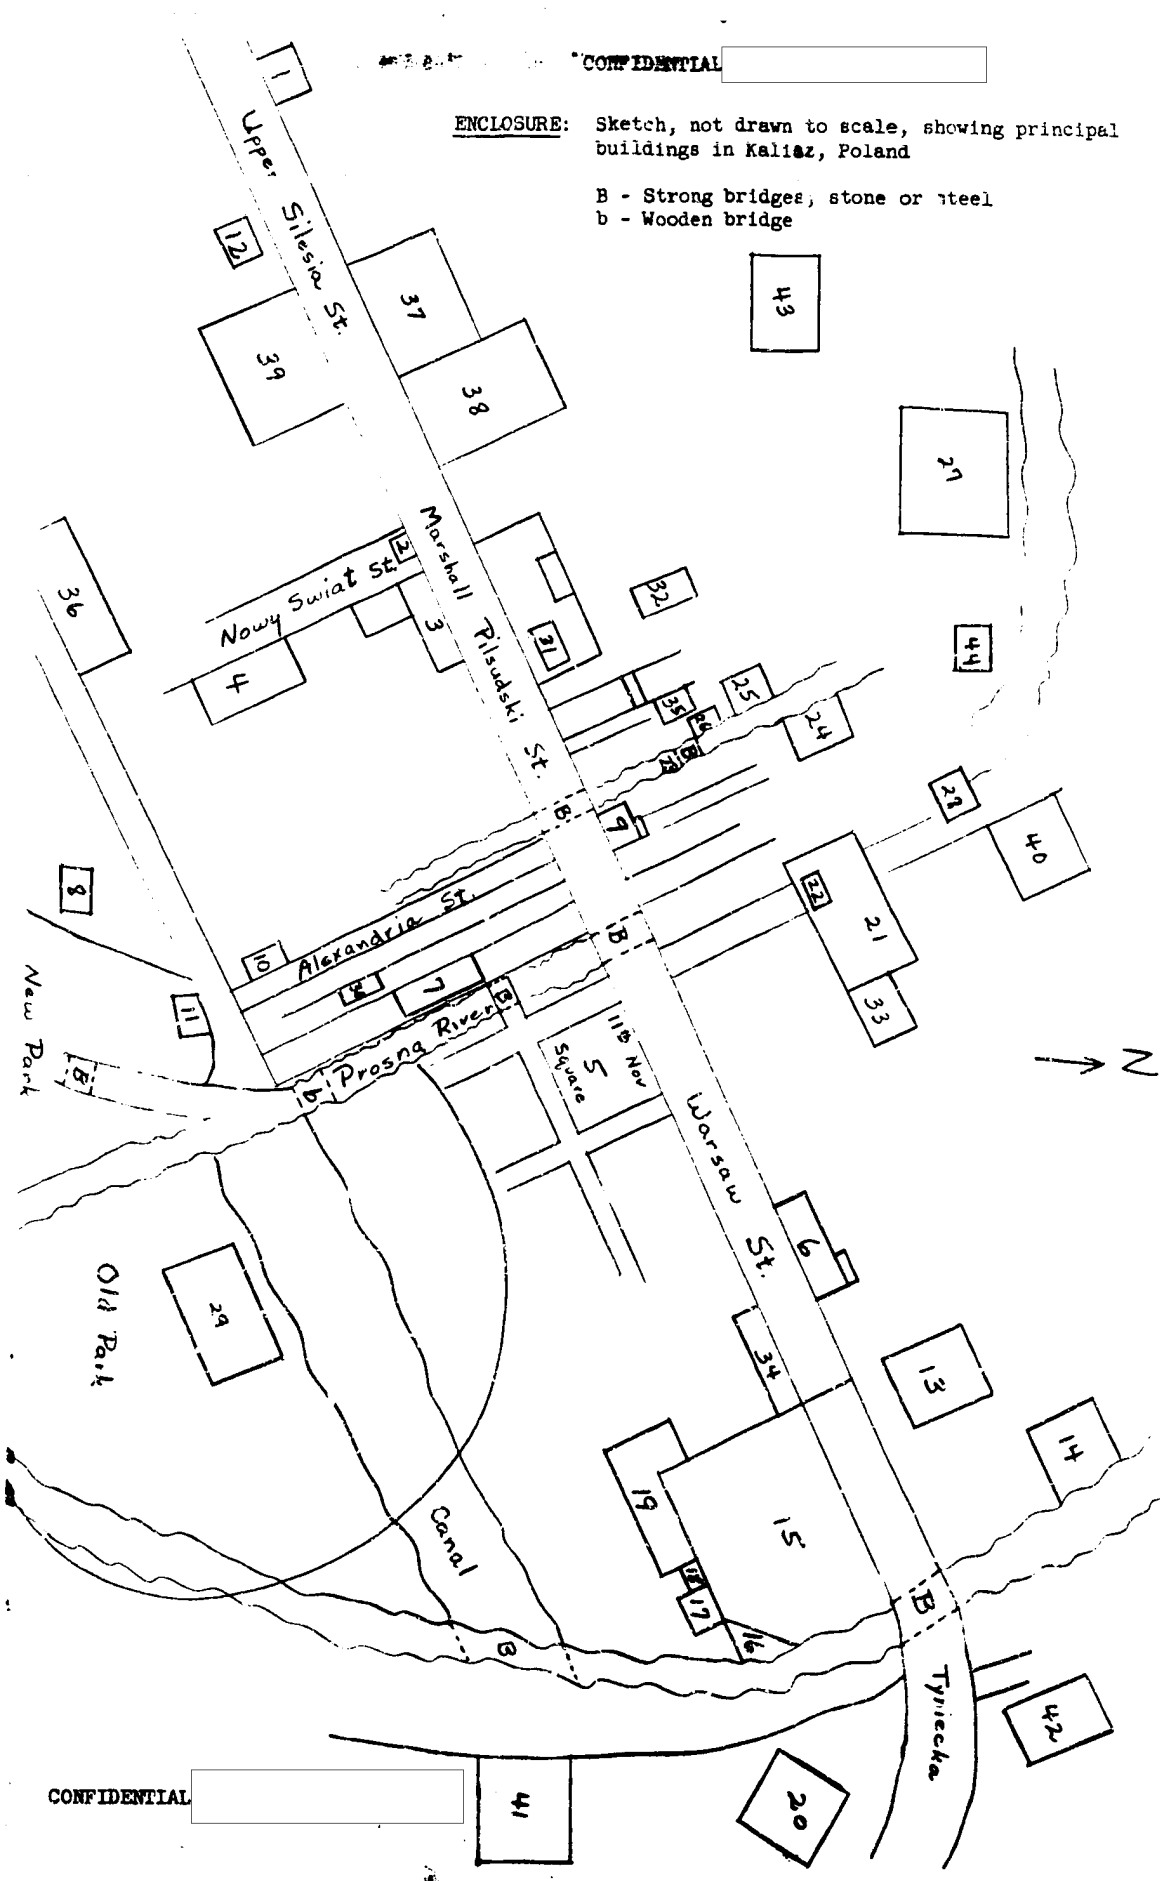 CONFIDENTIAL
ENCLOSURE: Sketch, not drawn to scale, showing principal
buildings in Kalisz, Poland
B - Strong bridges, stone or steel
b - Wooden bridge
1
Upper Silesia St.
12
37
39
38
43
27
Marshall Pilsudski St.
2
Nowy Swiat St.
3
4
36
31
32
44
35
25
24
B
B
9
28
40
22
21
33
8
10
Alexandria St.
7
B
B
Prosna River
b
11
New Park
B
11th Nov
5
Square
N
Warsaw St.
6
Old Park
29
34
13
14
15
19
18
17
16
Canal
B
B
Tyniecka
42
41
20
CONFIDENTIAL